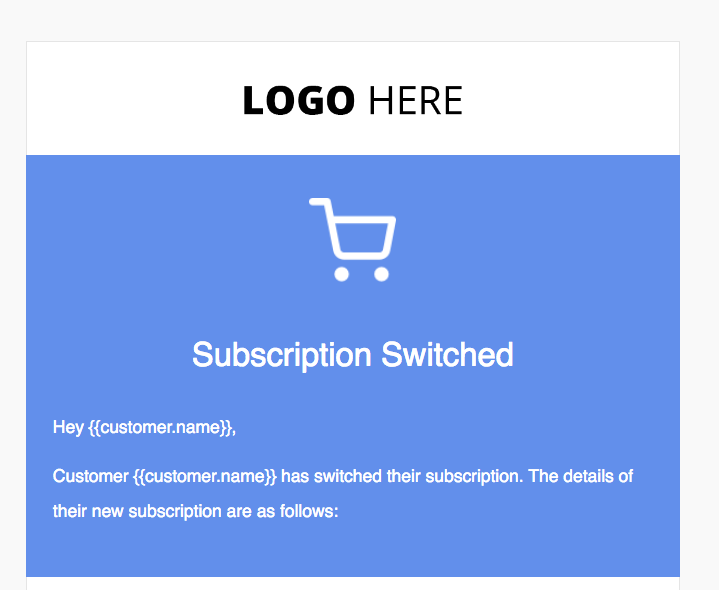 LOGO HERE
Subscription Switched
Hey {{customer.name}},
Customer {{customer.name}} has switched their subscription. The details of
their new subscription are as follows: